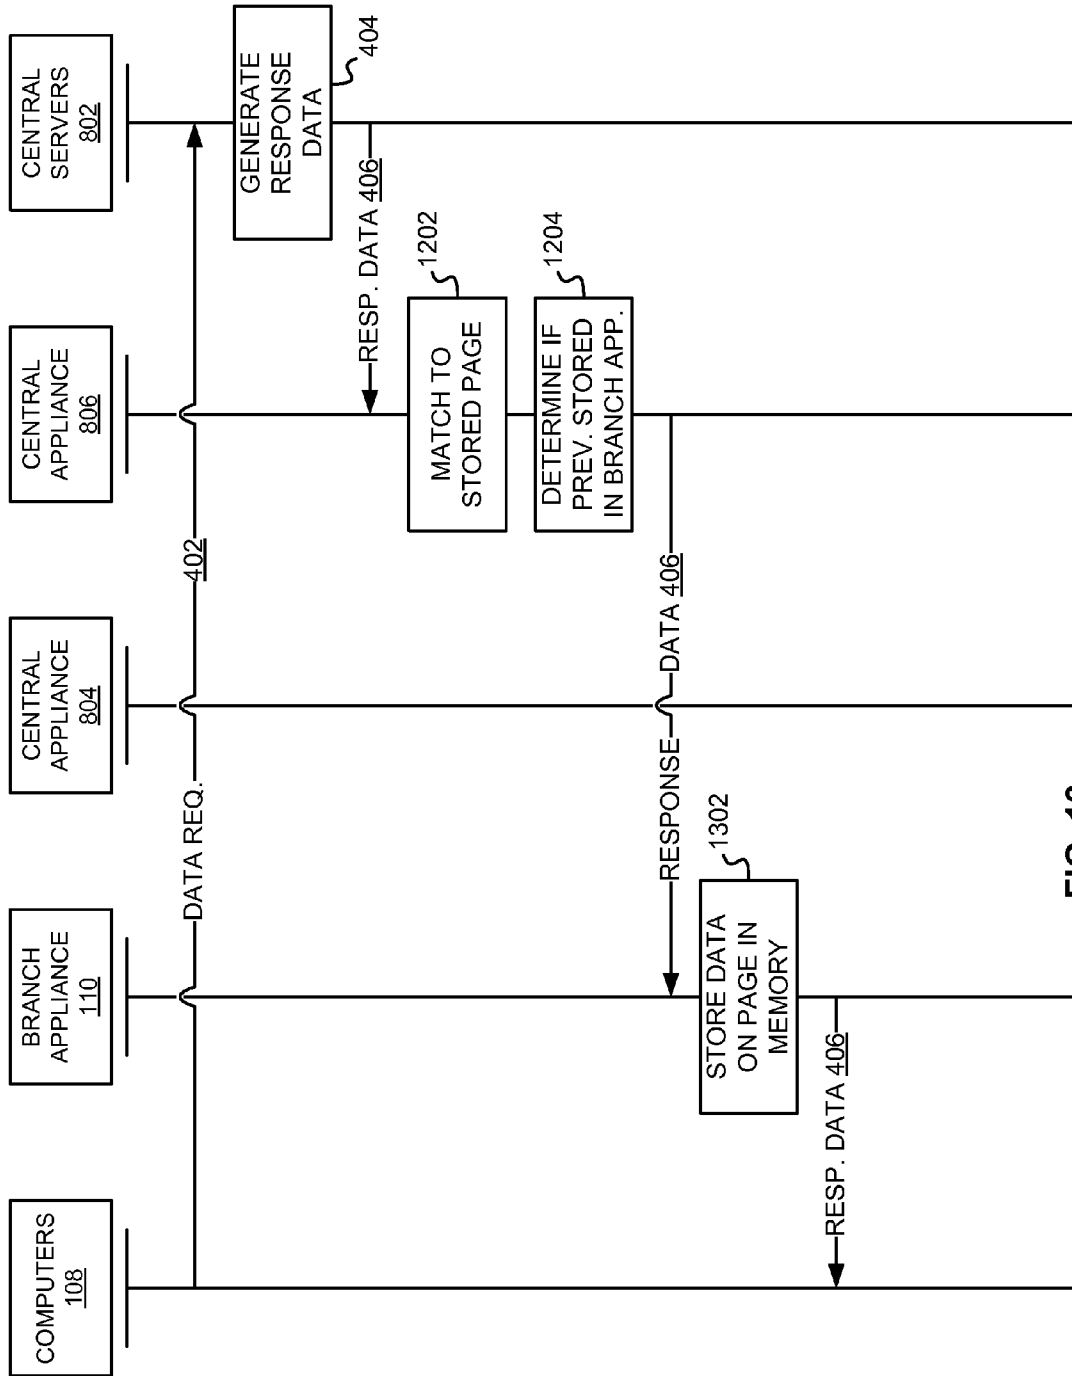 COMPUTERS
108
BRANCH
APPLIANCE
110
CENTRAL
APPLIANCE
804
CENTRAL
APPLIANCE
806
CENTRAL
SERVERS
802
DATA REQ.
402
GENERATE
RESPONSE
DATA
404
RESP. DATA 406
MATCH TO
STORED PAGE
1202
DETERMINE IF
PREV. STORED
IN BRANCH APP.
1204
RESPONSE
DATA 406
STORE DATA
ON PAGE IN
MEMORY
1302
RESP. DATA 406